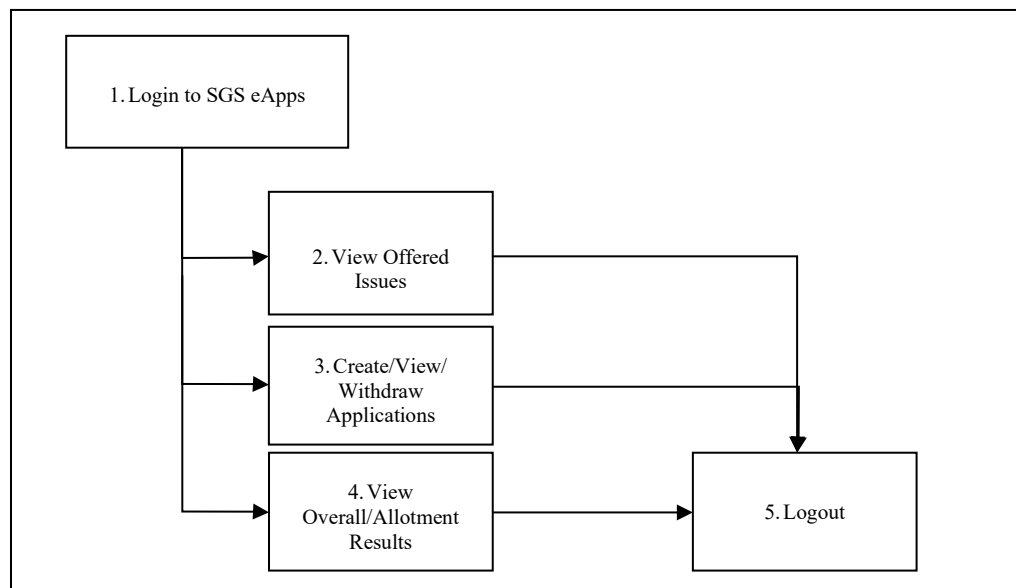 1. Login to SGS eApps
2. View Offered
Issues
3. Create/View/
Withdraw
Applications
4. View
Overall/Allotment
Results
5. Logout